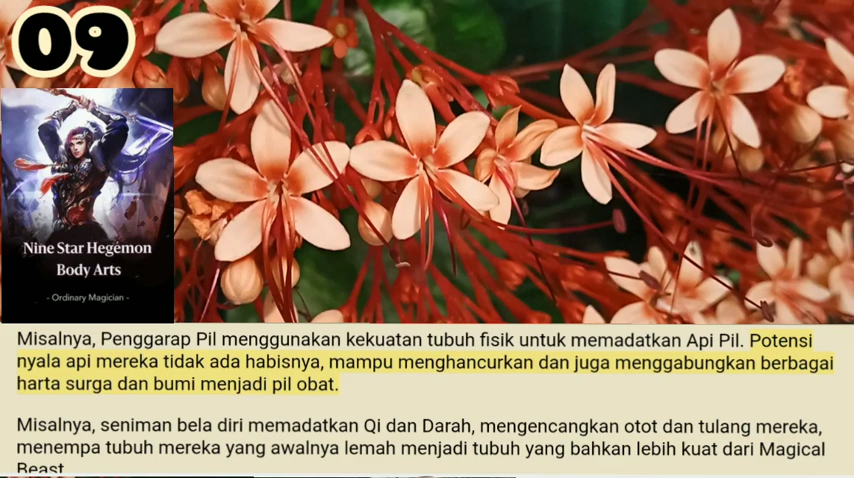 09
Nine Star Hegemon
Body Arts
- Ordinary Magician -
Misalnya, Penggarap Pil menggunakan kekuatan tubuh fisik untuk memadatkan Api Pil. Potensi
nyala api mereka tidak ada habisnya, mampu menghancurkan dan juga menggabungkan berbagai
harta surga dan bumi menjadi pil obat.
Misalnya, seniman bela diri memadatkan Qi dan Darah, mengencangkan otot dan tulang mereka,
menempa tubuh mereka yang awalnya lemah menjadi tubuh yang bahkan lebih kuat dari Magical
Beast